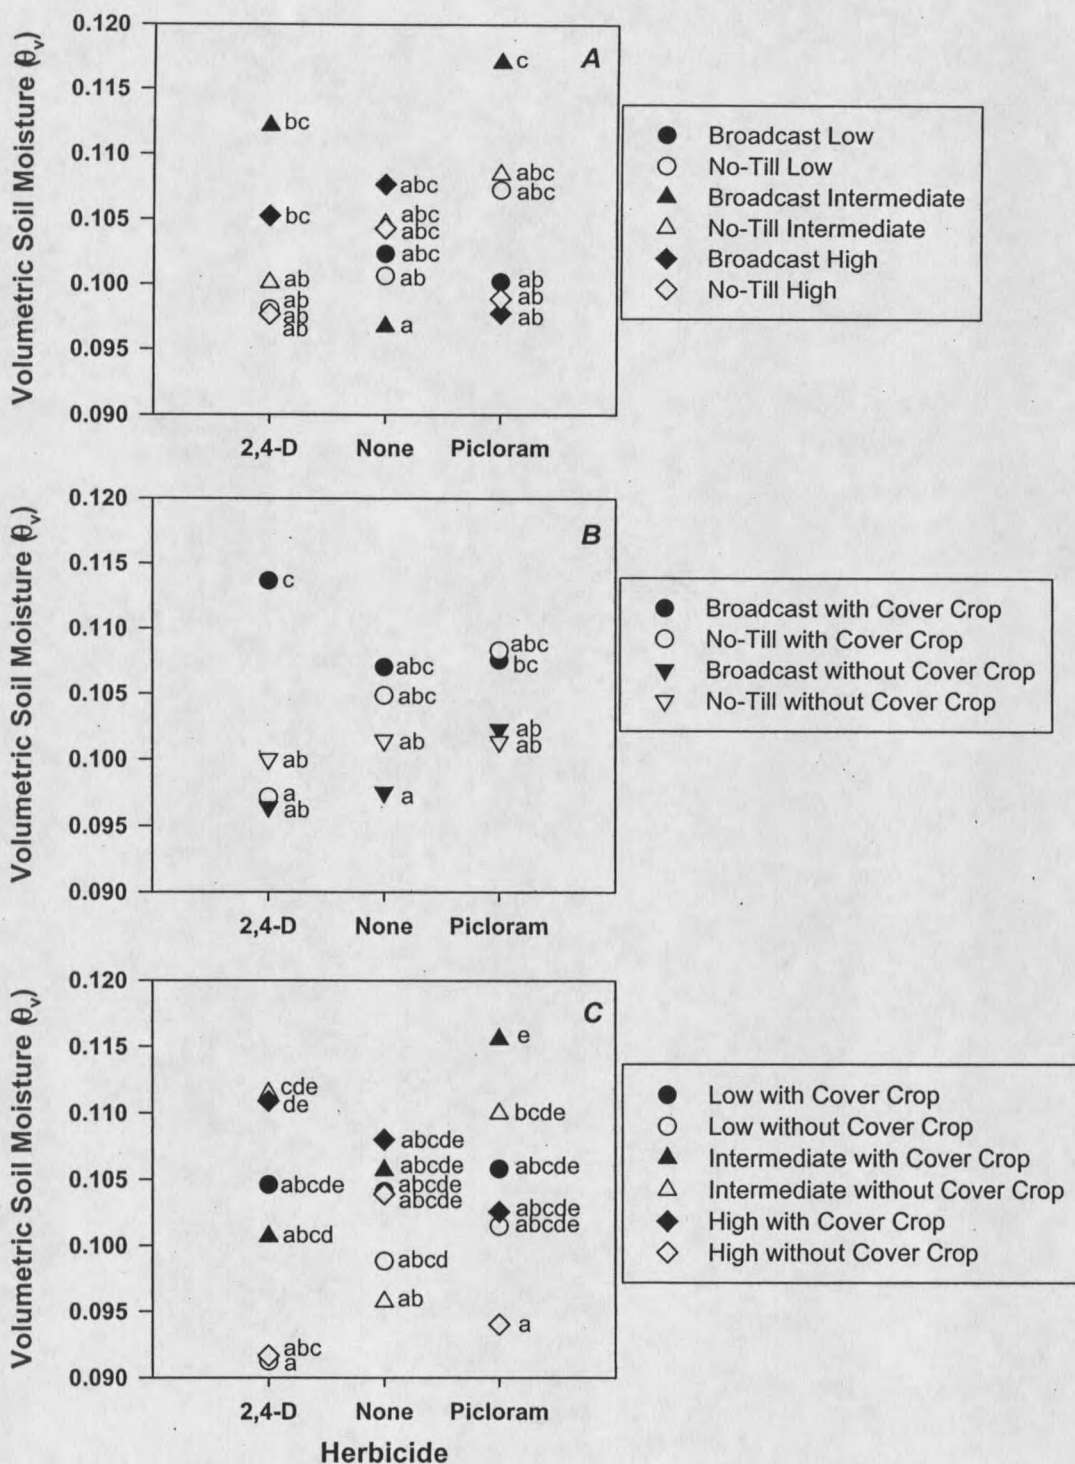 Volumetric Soil Moisture (θv)
0.120
0.115
0.110
0.105
0.100
0.095
0.090
A
bc
bc
ab
ab
ab
ab
abc
abc
abc
abc
ab
a
c
abc
abc
ab
ab
ab
2,4-D None Picloram
Broadcast Low
No-Till Low
Broadcast Intermediate
No-Till Intermediate
Broadcast High
No-Till High
Volumetric Soil Moisture (θv)
0.120
0.115
0.110
0.105
0.100
0.095
0.090
B
c
ab
a
ab
abc
abc
ab
a
abc
bc
ab
ab
2,4-D None Picloram
Broadcast with Cover Crop
No-Till with Cover Crop
Broadcast without Cover Crop
No-Till without Cover Crop
Volumetric Soil Moisture (θv)
0.120
0.115
0.110
0.105
0.100
0.095
0.090
C
cde
de
abcde
abcd
abc
a
abcde
abcde
abcde
abcde
abcd
ab
e
bcde
abcde
abcde
abcde
a
2,4-D None Picloram
Herbicide
Low with Cover Crop
Low without Cover Crop
Intermediate with Cover Crop
Intermediate without Cover Crop
High with Cover Crop
High without Cover Crop